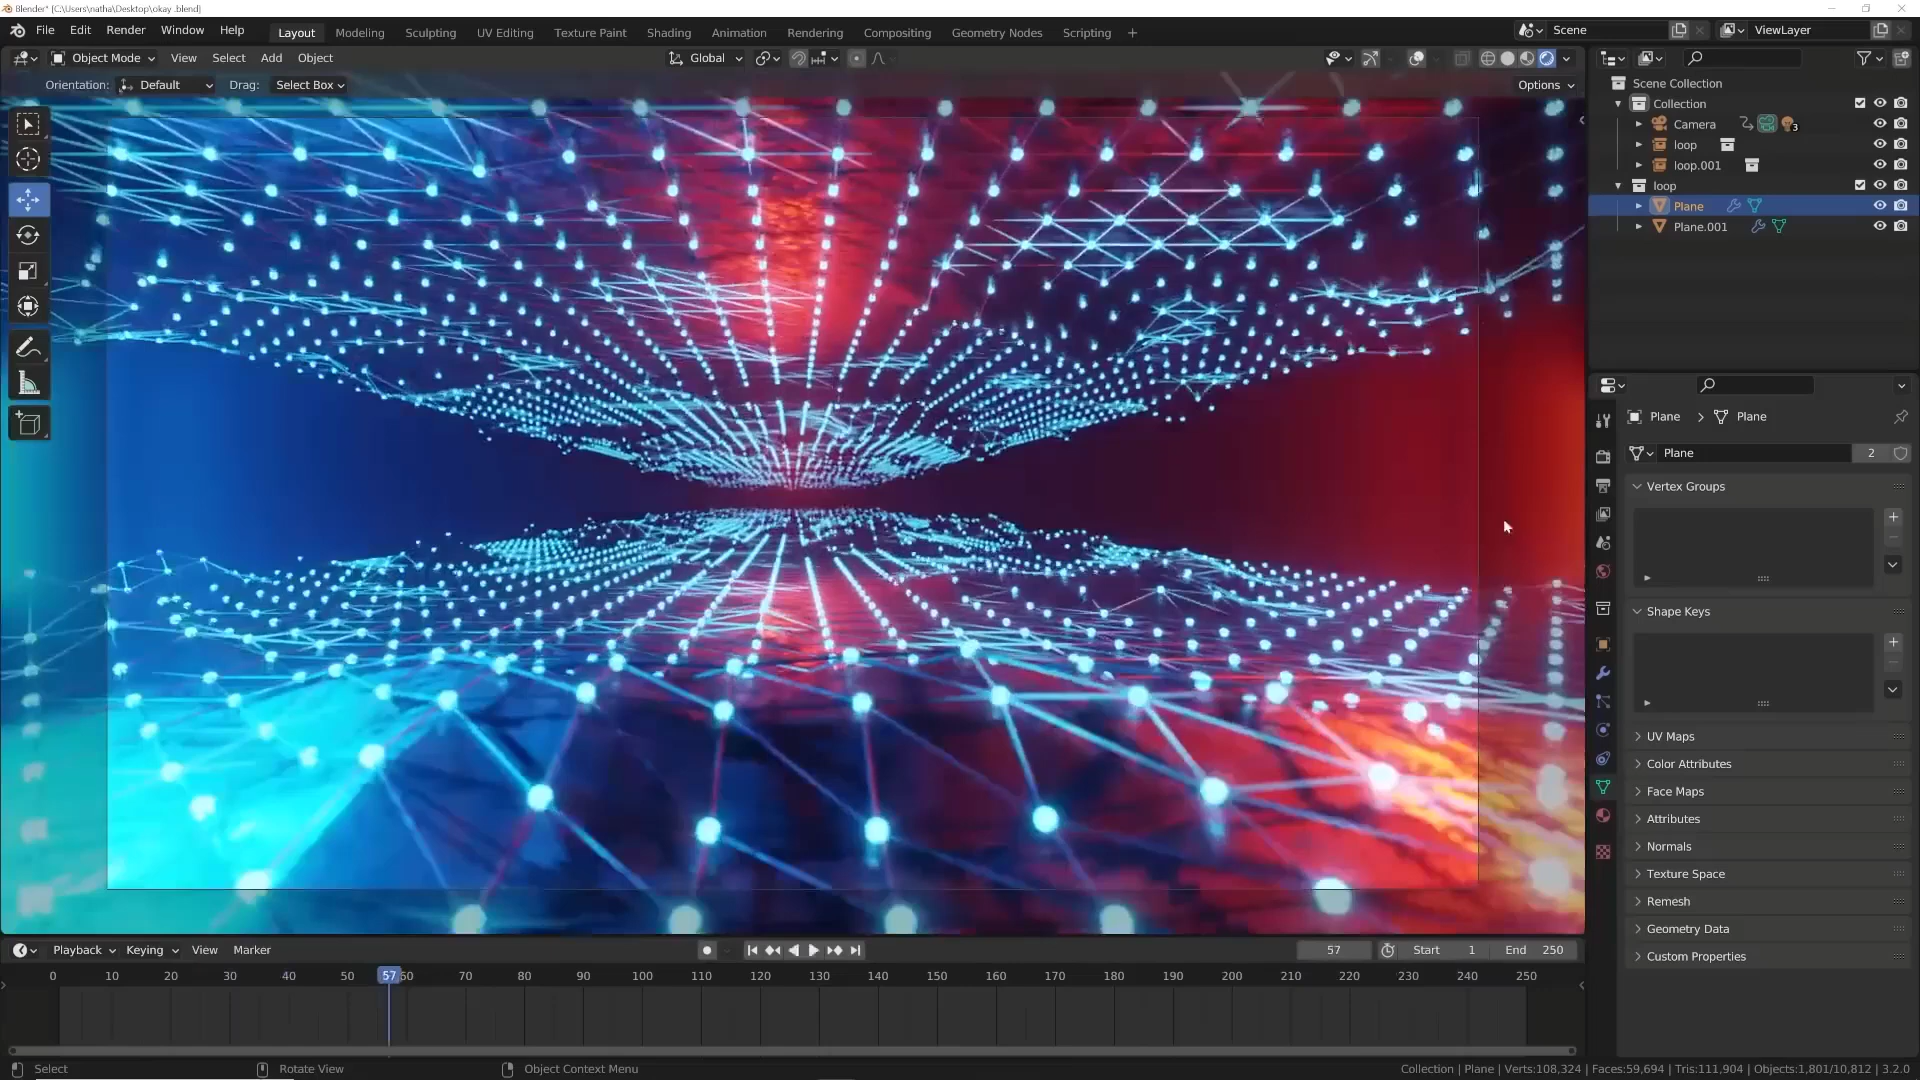 Blender* [C:\Users\natha\Desktop\okay .blend]
File Edit Render Window Help Layout Modeling Sculpting UV Editing Texture Paint Shading Animation Rendering Compositing Geometry Nodes Scripting + Scene ViewLayer
Object Mode View Select Add Object Global
Orientation: Default Drag: Select Box Options
Scene Collection
Collection
Camera 3
loop
loop.001
loop
Plane
Plane.001
Plane > Plane
Plane 2
Vertex Groups
Shape Keys
UV Maps
Color Attributes
Face Maps
Attributes
Normals
Texture Space
Remesh
Geometry Data
Custom Properties
Playback Keying View Marker 57 Start 1 End 250
0 10 20 30 40 50 57 60 70 80 90 100 110 120 130 140 150 160 170 180 190 200 210 220 230 240 250
Select Rotate View Object Context Menu Collection | Plane | Verts:108,324 | Faces:59,694 | Tris:111,904 | Objects:1,801/10,812 | 3.2.0